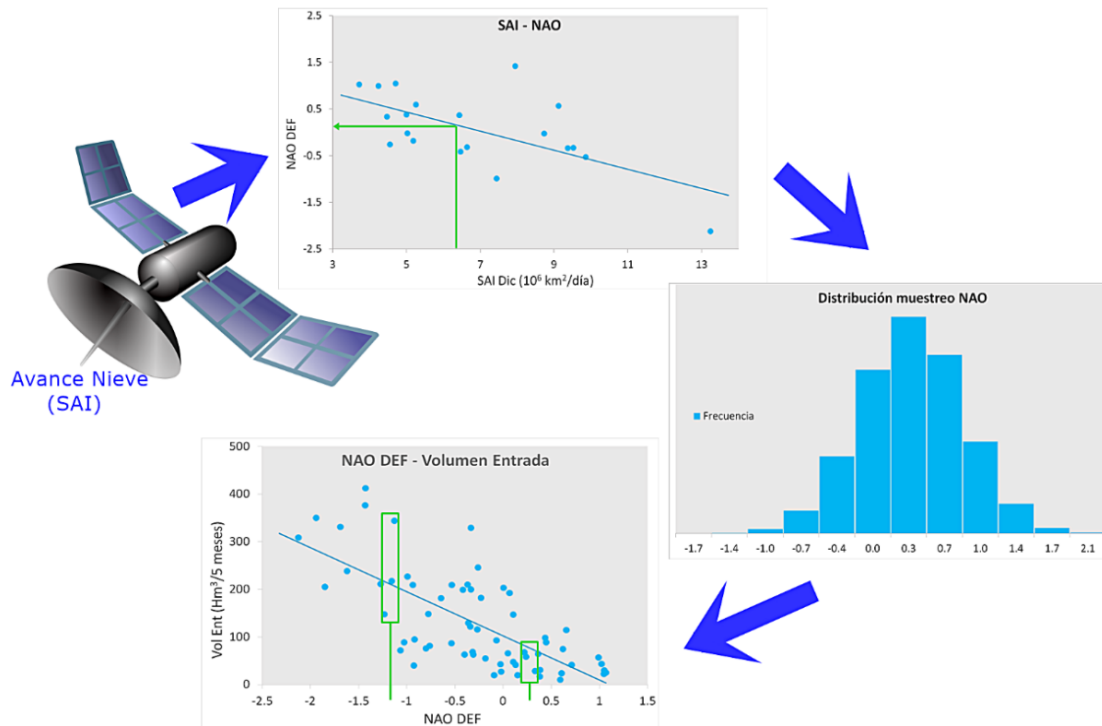 SAI - NAO
2.5
1.5
0.5
-0.5
-1.5
-2.5
NAO DEF
3 5 7 9 11 13
SAI Dic (10⁶ km²/día)
Avance Nieve
(SAI)
Distribución muestreo NAO
Frecuencia
-1.7 -1.4 -1.0 -0.7 -0.4 0.0 0.3 0.7 1.0 1.4 1.7 2.1
NAO DEF - Volumen Entrada
500
400
300
200
100
0
Vol Ent (Hm³/5 meses)
-2.5 -2 -1.5 -1 -0.5 0 0.5 1 1.5
NAO DEF